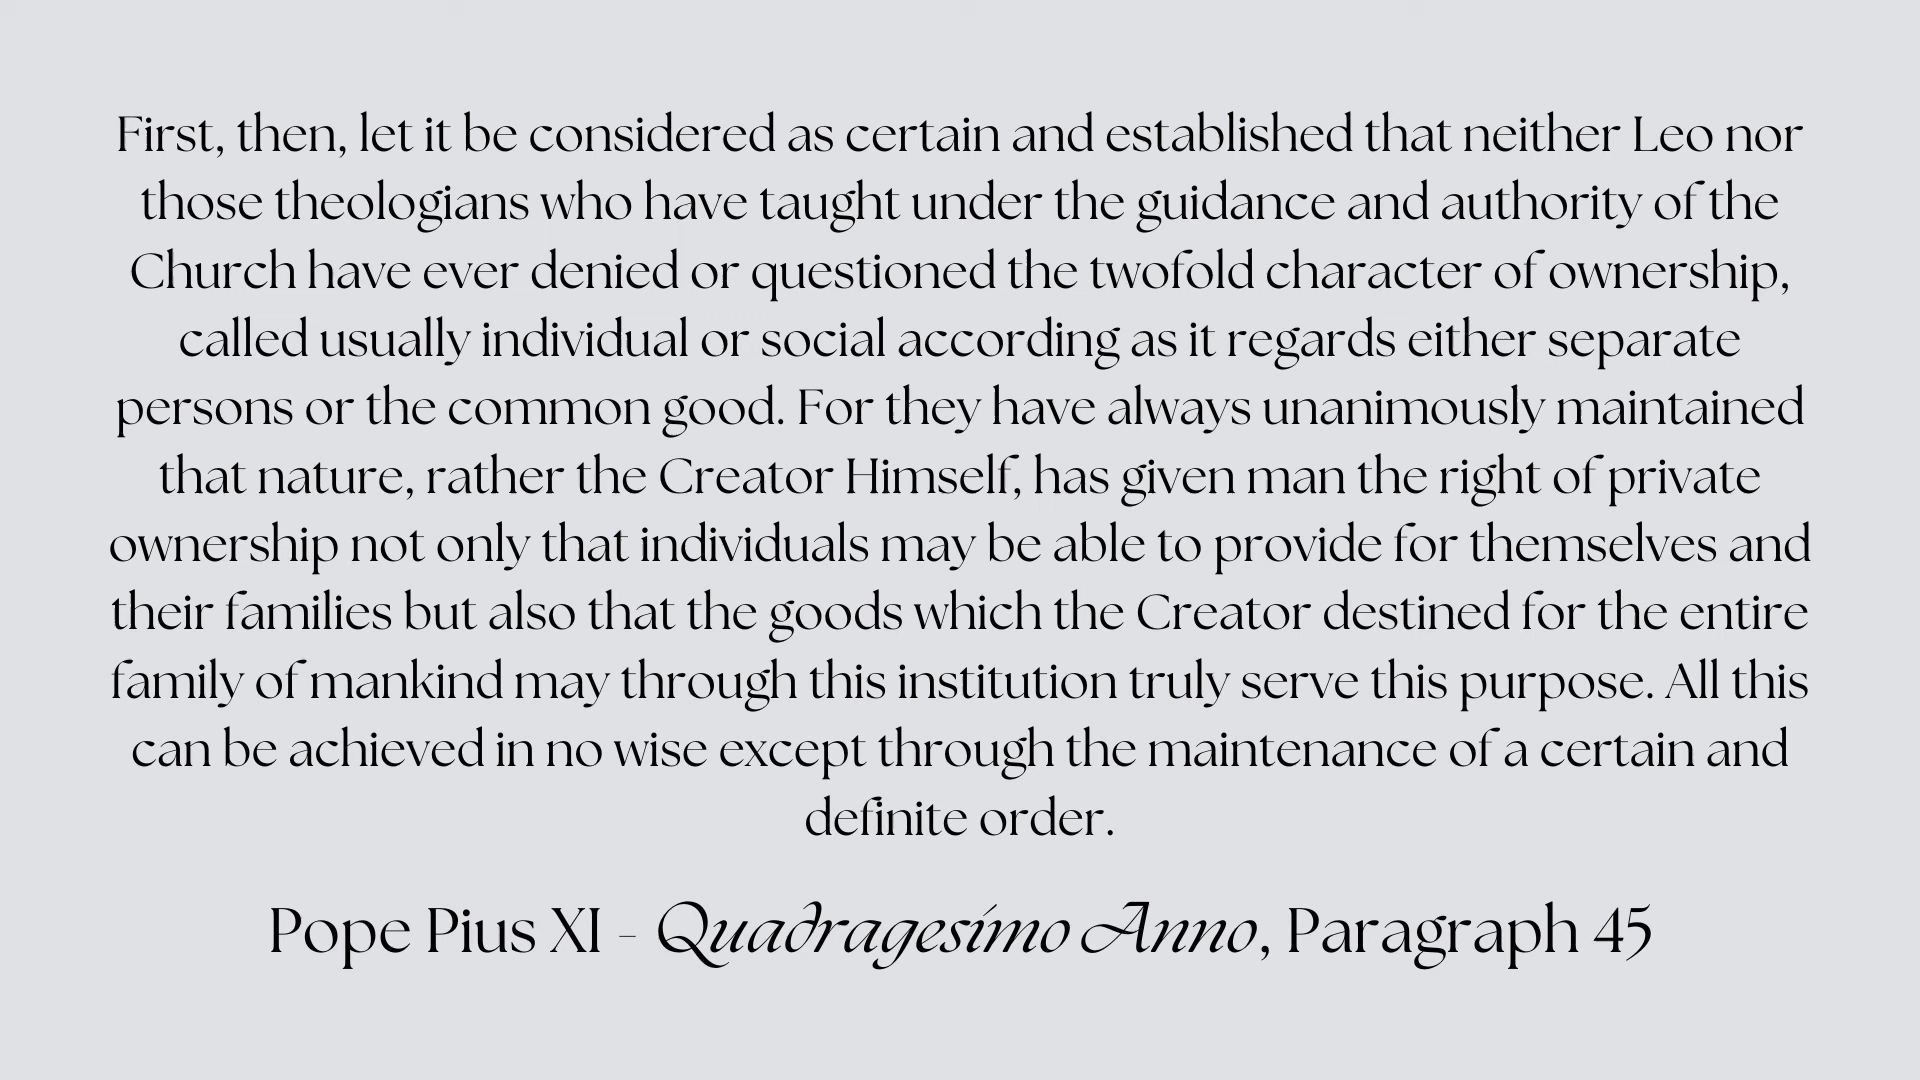 First, then, let it be considered as certain and established that neither Leo nor
those theologians who have taught under the guidance and authority of the
Church have ever denied or questioned the twofold character of ownership,
called usually individual or social according as it regards either separate
persons or the common good. For they have always unanimously maintained
that nature, rather the Creator Himself, has given man the right of private
ownership not only that individuals may be able to provide for themselves and
their families but also that the goods which the Creator destined for the entire
family of mankind may through this institution truly serve this purpose. All this
can be achieved in no wise except through the maintenance of a certain and
definite order.
Pope Pius XI - Quadragesimo Anno, Paragraph 45